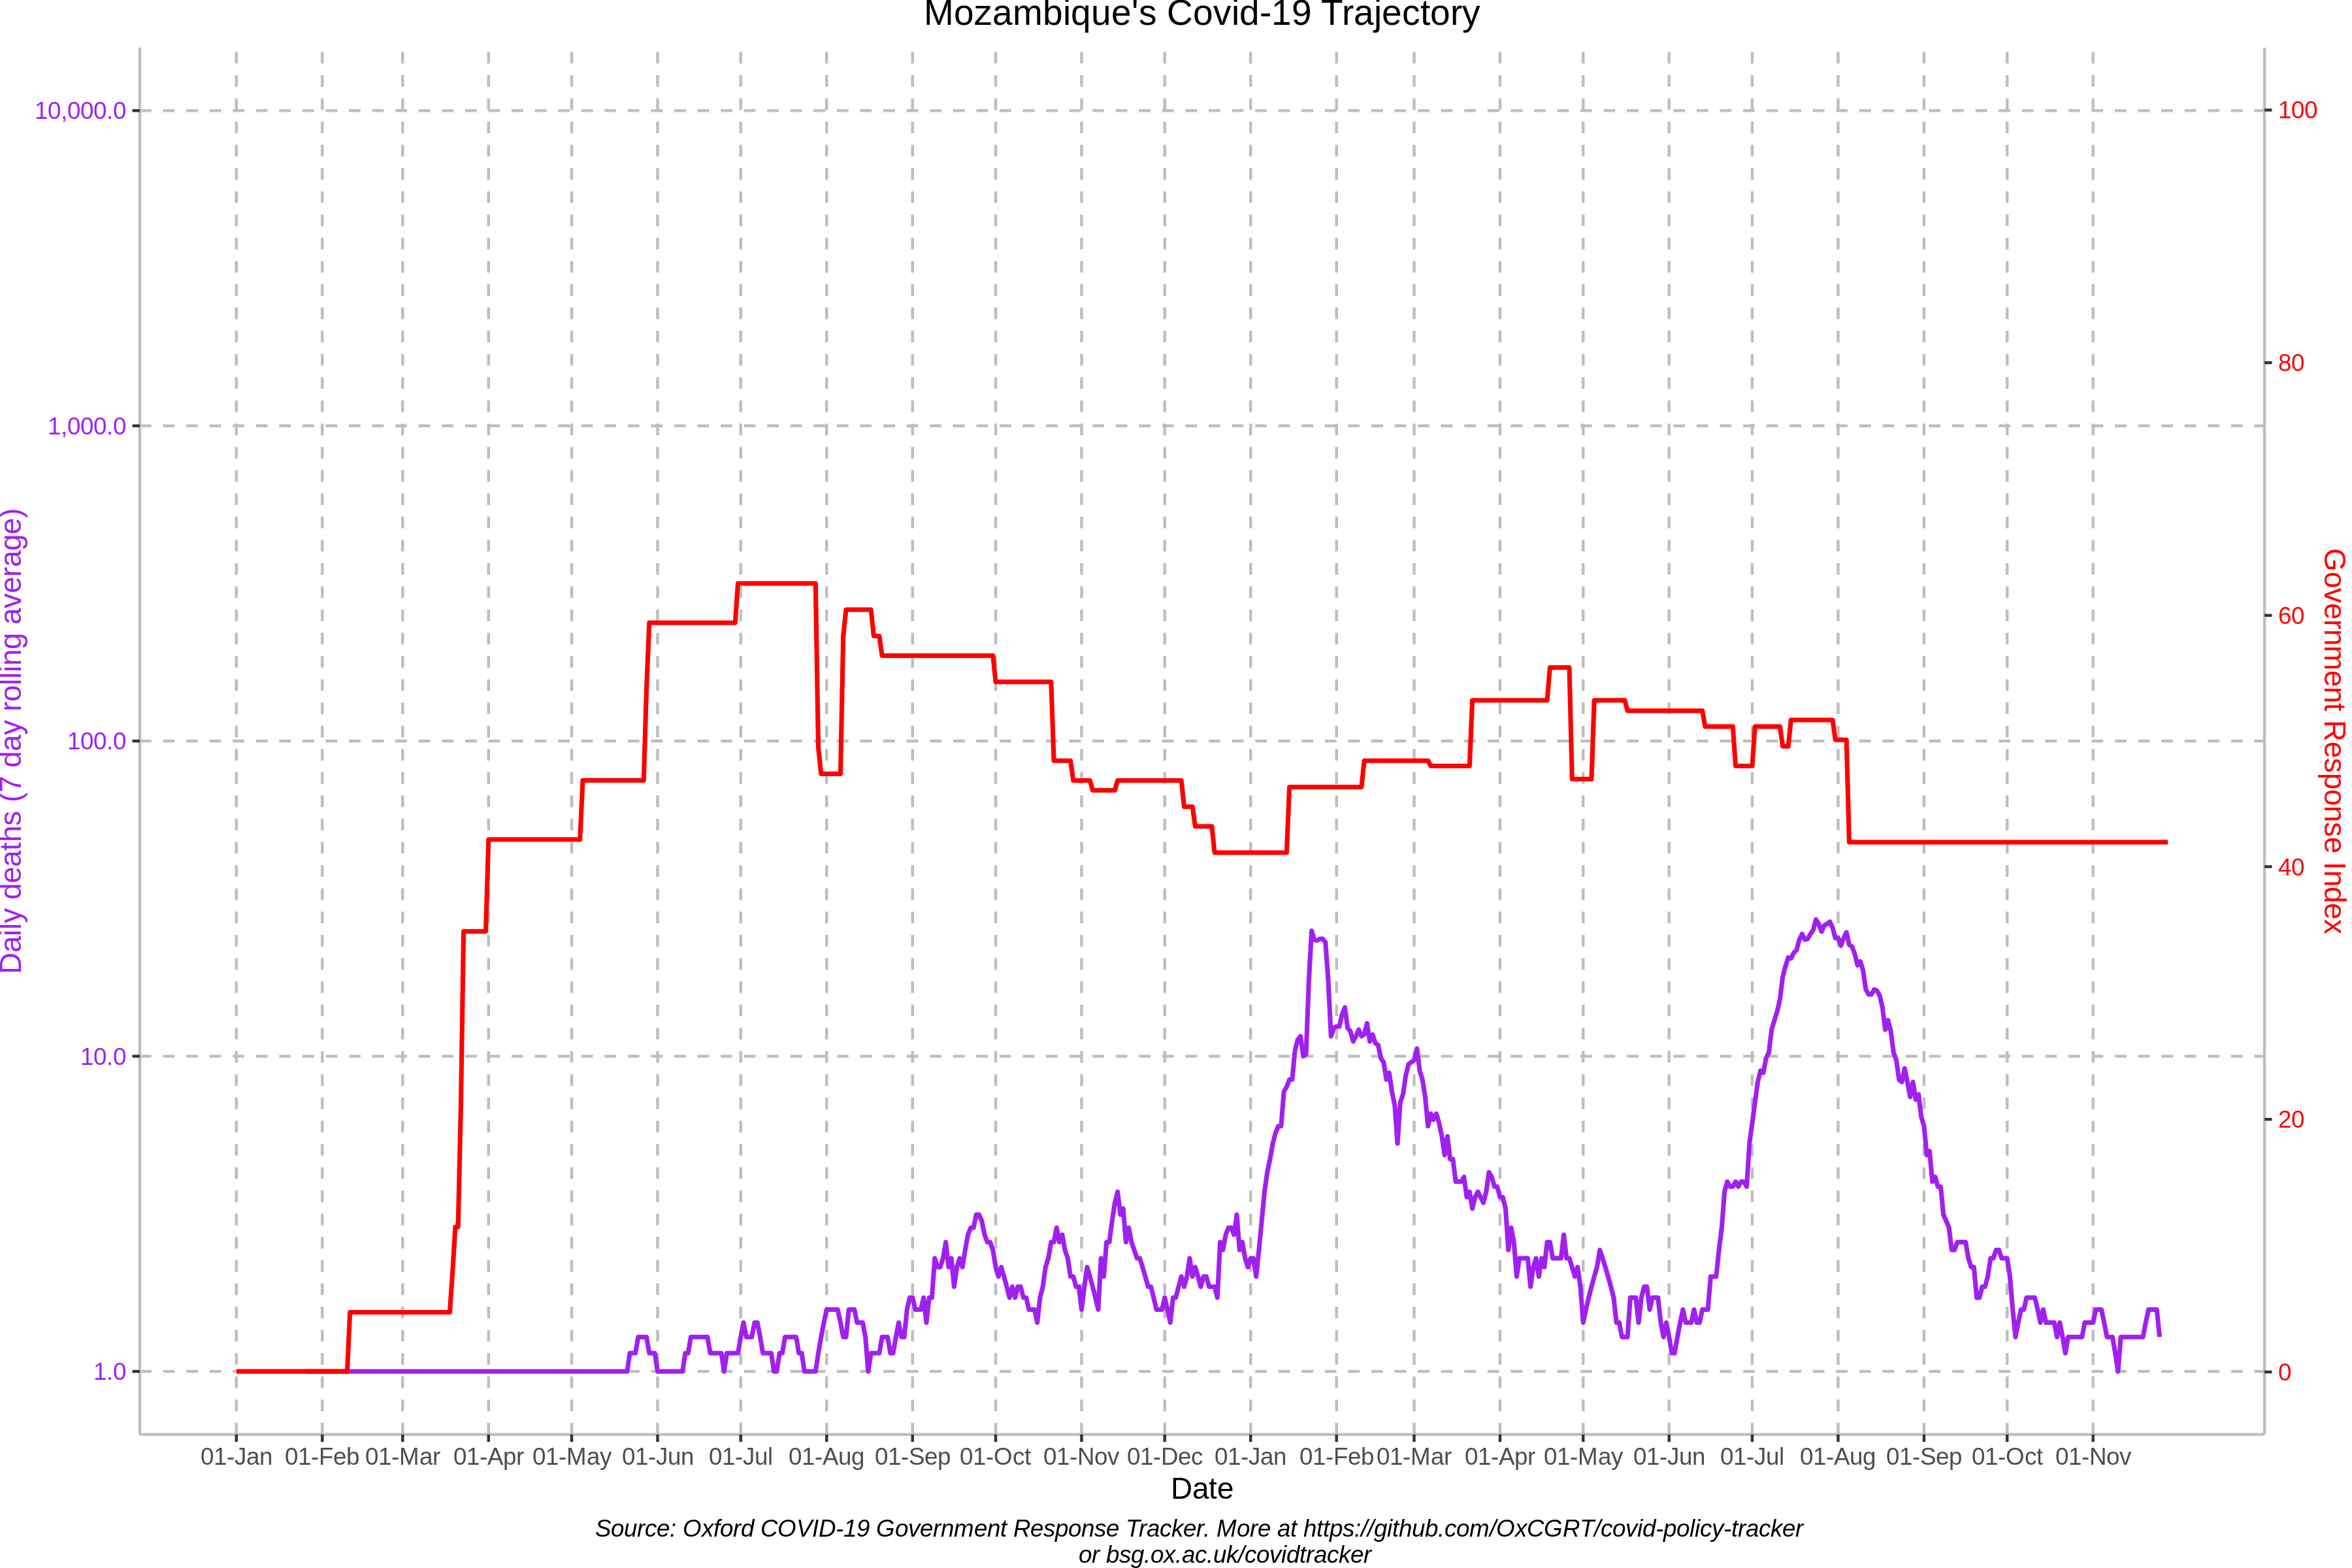 Mozambique's Covid-19 Trajectory
10,000.0
1,000.0
100.0
10.0
1.0
Daily deaths (7 day rolling average)
100
80
60
40
20
0
Government Response Index
01-Jan 01-Feb 01-Mar 01-Apr 01-May 01-Jun 01-Jul 01-Aug 01-Sep 01-Oct 01-Nov 01-Dec 01-Jan 01-Feb 01-Mar 01-Apr 01-May 01-Jun 01-Jul 01-Aug 01-Sep 01-Oct 01-Nov
Date
Source: Oxford COVID-19 Government Response Tracker. More at https://github.com/OxCGRT/covid-policy-tracker
or bsg.ox.ac.uk/covidtracker